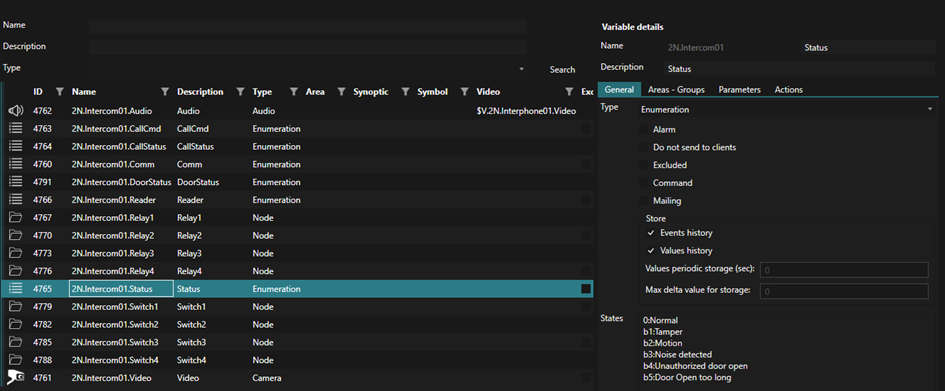 Name
Description
Type
Search
ID Name Description Type Area Synoptic Symbol Video Exc
4762 2N.Intercom01.Audio Audio Audio $V.2N.Interphone01.Video
4763 2N.Intercom01.CallCmd CallCmd Enumeration
4764 2N.Intercom01.CallStatus CallStatus Enumeration
4760 2N.Intercom01.Comm Comm Enumeration
4791 2N.Intercom01.DoorStatus DoorStatus Enumeration
4766 2N.Intercom01.Reader Reader Enumeration
4767 2N.Intercom01.Relay1 Relay1 Node
4770 2N.Intercom01.Relay2 Relay2 Node
4773 2N.Intercom01.Relay3 Relay3 Node
4776 2N.Intercom01.Relay4 Relay4 Node
4765 2N.Intercom01.Status Status Enumeration
4779 2N.Intercom01.Switch1 Switch1 Node
4782 2N.Intercom01.Switch2 Switch2 Node
4785 2N.Intercom01.Switch3 Switch3 Node
4788 2N.Intercom01.Switch4 Switch4 Node
4761 2N.Intercom01.Video Video Camera
Variable details
Name 2N.Intercom01 Status
Description Status
General Areas - Groups Parameters Actions
Type Enumeration
Alarm
Do not send to clients
Excluded
Command
Mailing
Store
Events history
Values history
Values periodic storage (sec): 0
Max delta value for storage: 0
States 0:Normal
b1:Tamper
b2:Motion
b3:Noise detected
b4:Unauthorized door open
b5:Door Open too long